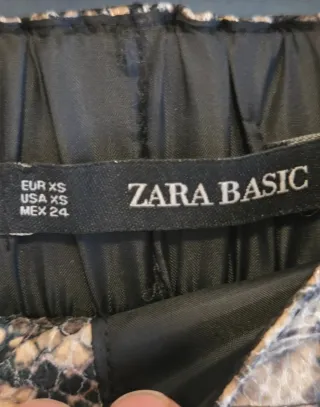 EUR XS
USA XS
MEX 24
ZARA BASIC